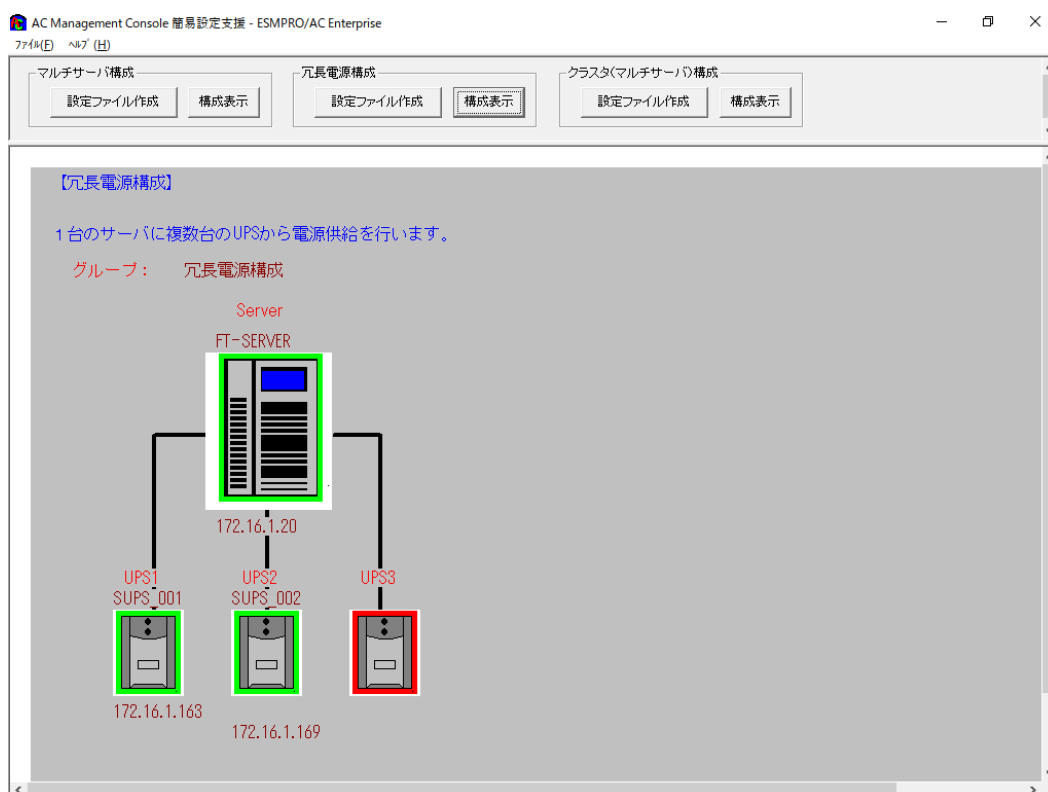 AC Management Console 簡易設定支援 - ESMPRO/AC Enterprise
ファイル(F) ヘルプ(H)
マルチサーバ構成 冗長電源構成 クラスタ(マルチサーバ)構成
設定ファイル作成 構成表示 設定ファイル作成 構成表示 設定ファイル作成 構成表示
【冗長電源構成】
1台のサーバに複数台のUPSから電源供給を行います。
グループ： 冗長電源構成
Server
FT-SERVER
172.16.1.20
UPS1 UPS2 UPS3
SUPS_001 SUPS_002
172.16.1.163
172.16.1.169